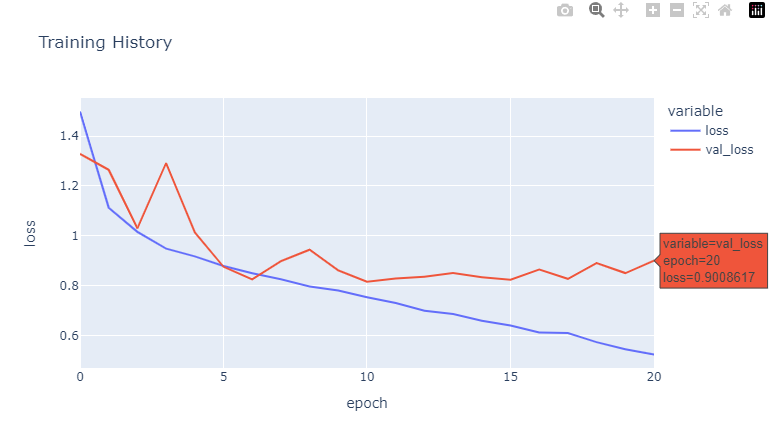 Training History
variable
loss
val_loss
1.4
1.2
1
0.8
0.6
loss
0
5
10
15
20
epoch
variable=val_loss
epoch=20
loss=0.9008617